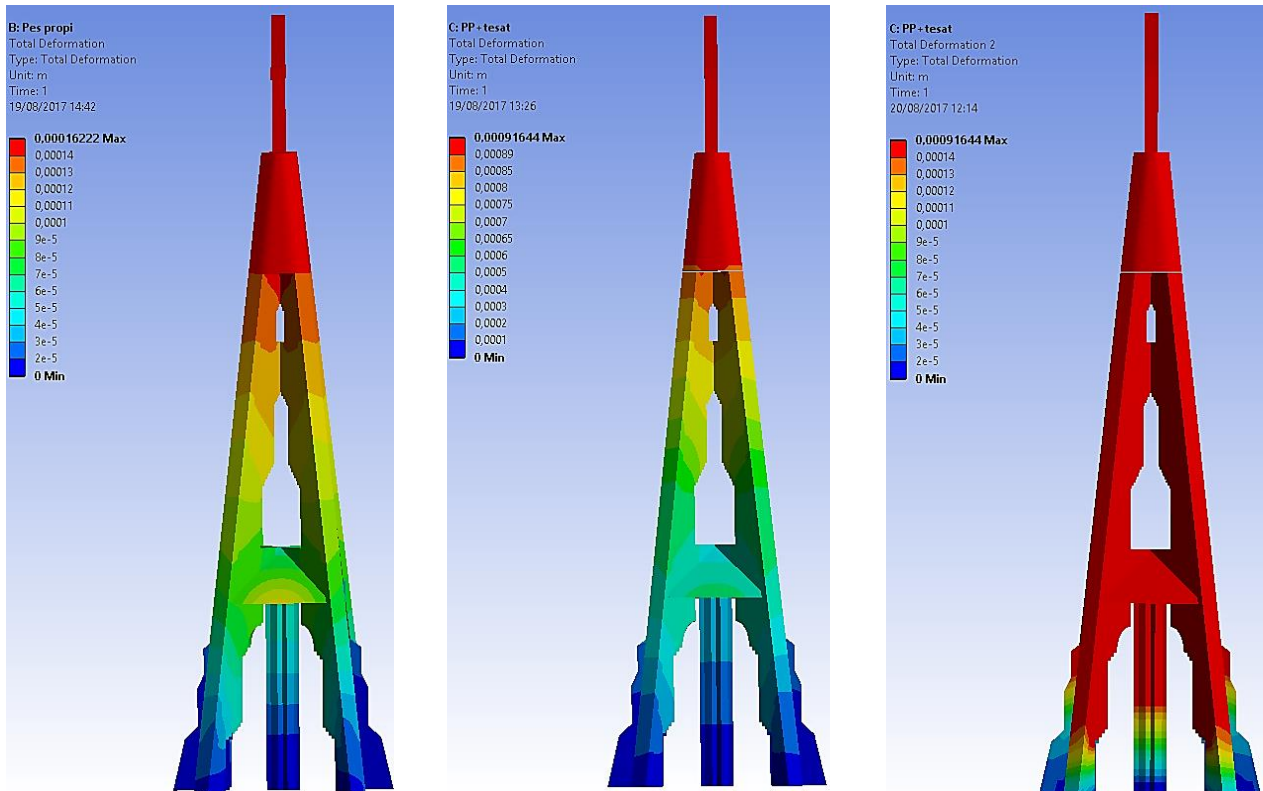 B: Pes propi
Total Deformation
Type: Total Deformation
Unit: m
Time: 1
19/08/2017 14:42
0,00016222 Max
0,00014
0,00013
0,00012
0,0001
9e-5
8e-5
7e-5
6e-5
5e-5
4e-5
3e-5
2e-5
0 Min
C: PP+tesat
Total Deformation
Type: Total Deformation
Unit: m
Time: 1
19/08/2017 13:26
0,00091644 Max
0,00089
0,00085
0,0008
0,00075
0,0007
0,00065
0,0006
0,0005
0,0004
0,0003
0,0002
0,0001
0 Min
C: PP+tesat
Total Deformation 2
Type: Total Deformation
Unit: m
Time: 1
20/08/2017 12:14
0,00091644 Max
0,00014
0,00013
0,00012
0,00011
0,0001
9e-5
8e-5
7e-5
6e-5
5e-5
4e-5
2e-5
0 Min